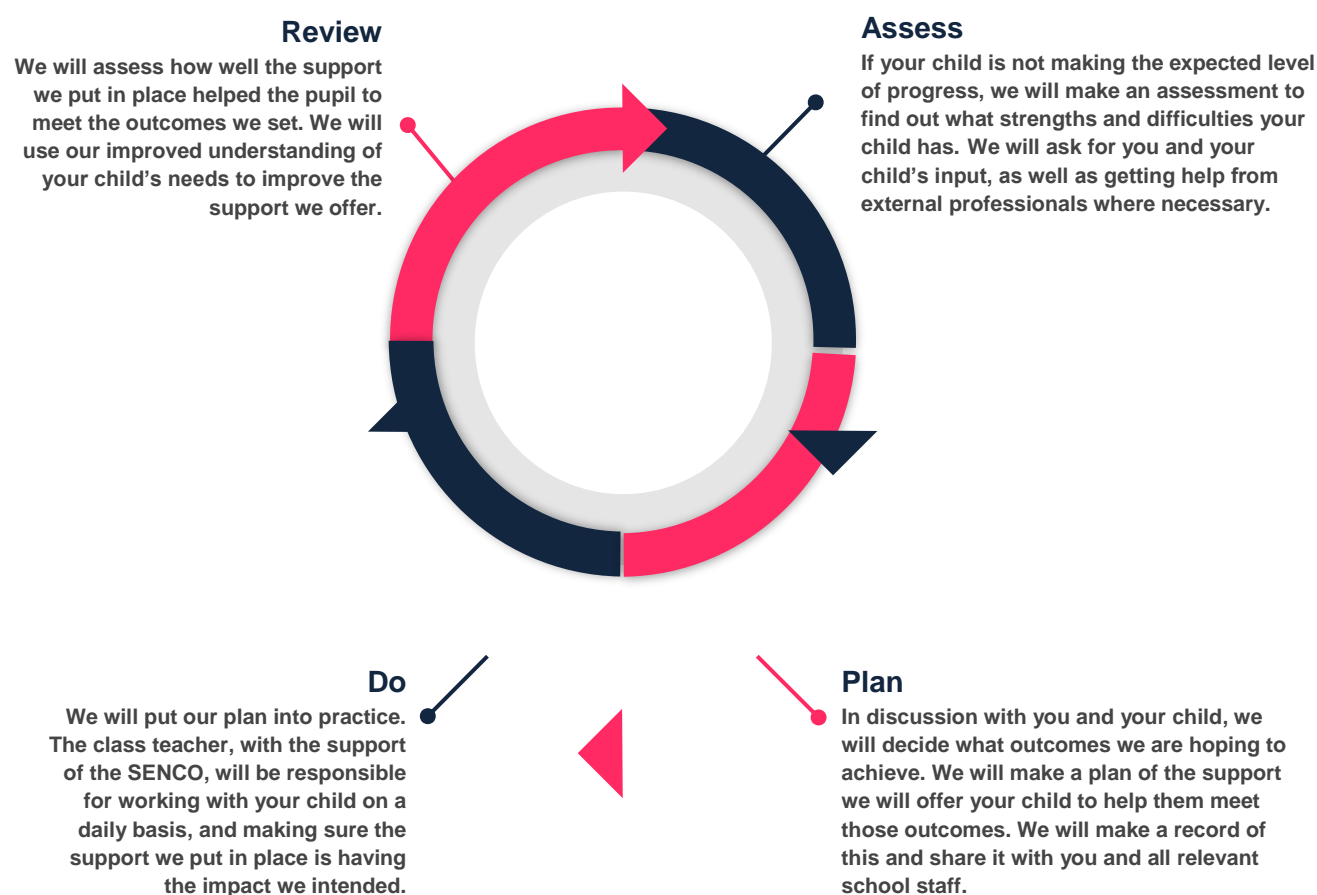 Review
We will assess how well the support
we put in place helped the pupil to
meet the outcomes we set. We will
use our improved understanding of
your child’s needs to improve the
support we offer.
Assess
If your child is not making the expected level
of progress, we will make an assessment to
find out what strengths and difficulties your
child has. We will ask for you and your
child’s input, as well as getting help from
external professionals where necessary.
Do
We will put our plan into practice.
The class teacher, with the support
of the SENCO, will be responsible
for working with your child on a
daily basis, and making sure the
support we put in place is having
the impact we intended.
Plan
In discussion with you and your child, we
will decide what outcomes we are hoping to
achieve. We will make a plan of the support
we will offer your child to help them meet
those outcomes. We will make a record of
this and share it with you and all relevant
school staff.